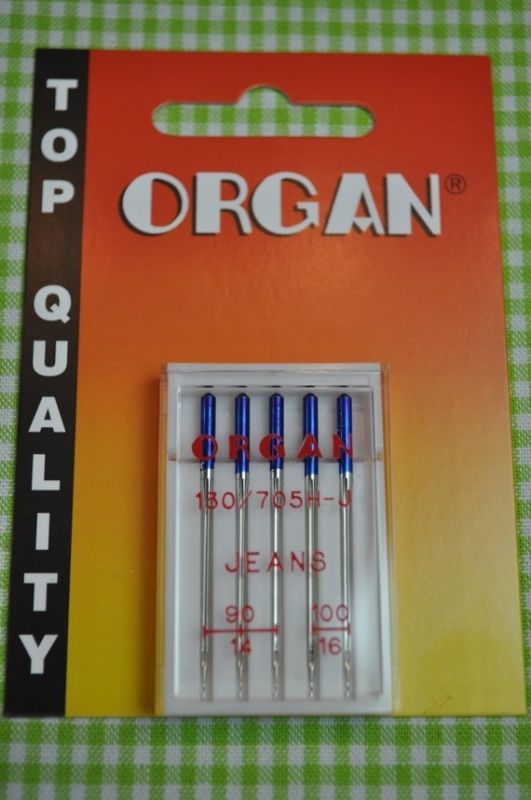 TOP QUALITY
ORGAN®
ORGAN
130/705H-J
JEANS
90 100
14 16